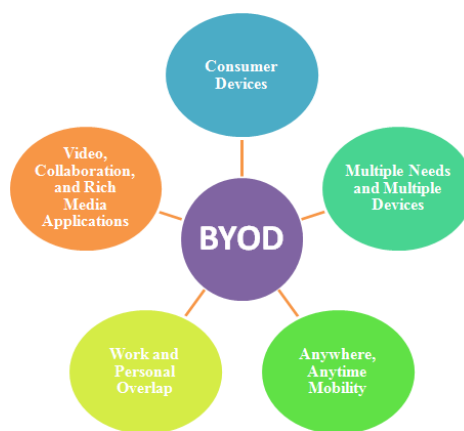 Consumer
Devices
Video,
Collaboration,
and Rich
Media
Applications
Multiple Needs
and Multiple
Devices
BYOD
Work and
Personal
Overlap
Anywhere,
Anytime
Mobility